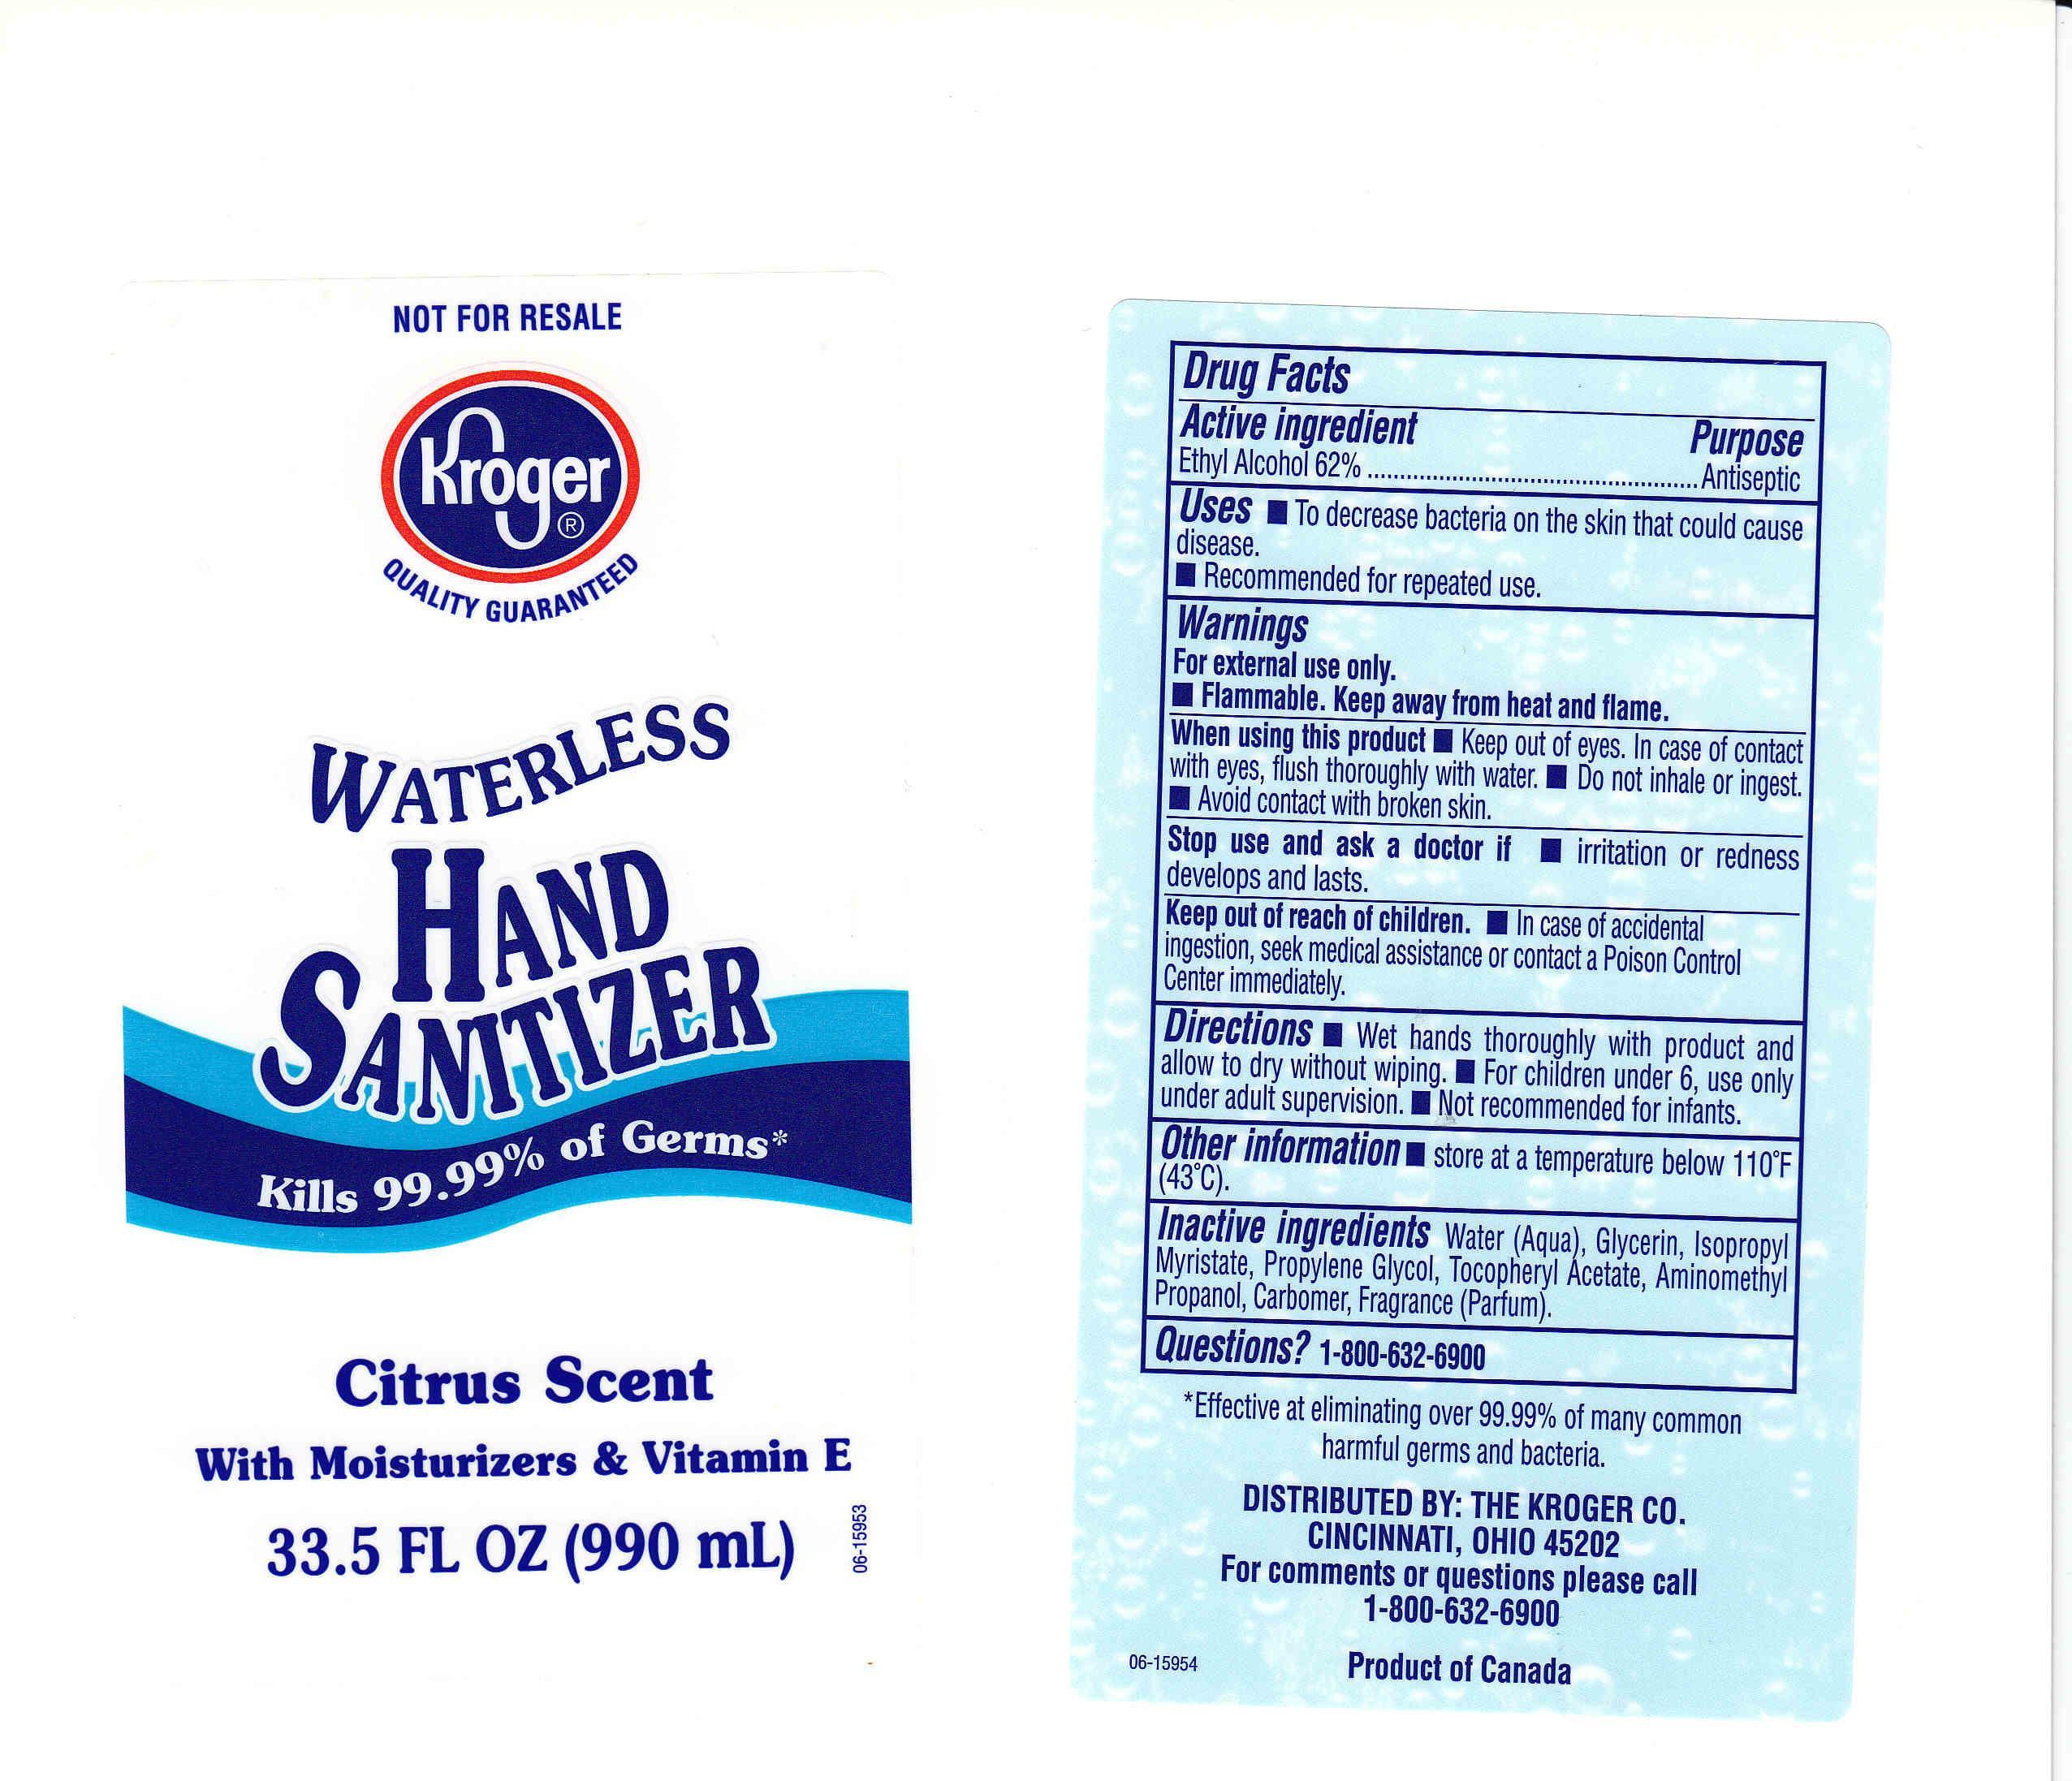 NOT FOR RESALE
Kroger®
QUALITY GUARANTEED
WATERLESS
HAND
SANITIZER
Kills 99.99% of Germs*
Citrus Scent
With Moisturizers & Vitamin E
33.5 FL OZ (990 mL)
06-15953
Drug Facts
Active ingredient Purpose
Ethyl Alcohol 62% .................................................. Antiseptic
Uses ■ To decrease bacteria on the skin that could cause
disease.
■ Recommended for repeated use.
Warnings
For external use only.
■ Flammable. Keep away from heat and flame.
When using this product ■ Keep out of eyes. In case of contact
with eyes, flush thoroughly with water. ■ Do not inhale or ingest.
■ Avoid contact with broken skin.
Stop use and ask a doctor if ■ irritation or redness
develops and lasts.
Keep out of reach of children. ■ In case of accidental
ingestion, seek medical assistance or contact a Poison Control
Center immediately.
Directions ■ Wet hands thoroughly with product and
allow to dry without wiping. ■ For children under 6, use only
under adult supervision. ■ Not recommended for infants.
Other information ■ store at a temperature below 110°F
(43°C).
Inactive ingredients Water (Aqua), Glycerin, Isopropyl
Myristate, Propylene Glycol, Tocopheryl Acetate, Aminomethyl
Propanol, Carbomer, Fragrance (Parfum).
Questions? 1-800-632-6900
*Effective at eliminating over 99.99% of many common
harmful germs and bacteria.
DISTRIBUTED BY: THE KROGER CO.
CINCINNATI, OHIO 45202
For comments or questions please call
1-800-632-6900
06-15954
Product of Canada